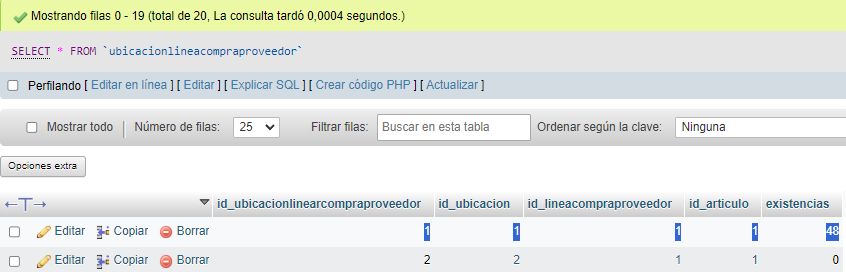 Mostrando filas 0 - 19 (total de 20, La consulta tardó 0,0004 segundos.)
SELECT * FROM `ubicacionlineacompraproveedor`
Perfilando [ Editar en línea ] [ Editar ] [ Explicar SQL ] [ Crear código PHP ] [ Actualizar ]
Mostrar todo | Número de filas: 25 Filtrar filas: Buscar en esta tabla Ordenar según la clave: Ninguna
Opciones extra
←T→ id_ubicacionlinearcompraproveedor id_ubicacion id_lineacompraproveedor id_articulo existencias
Editar Copiar Borrar 1 1 1 1 48
Editar Copiar Borrar 2 2 1 1 0